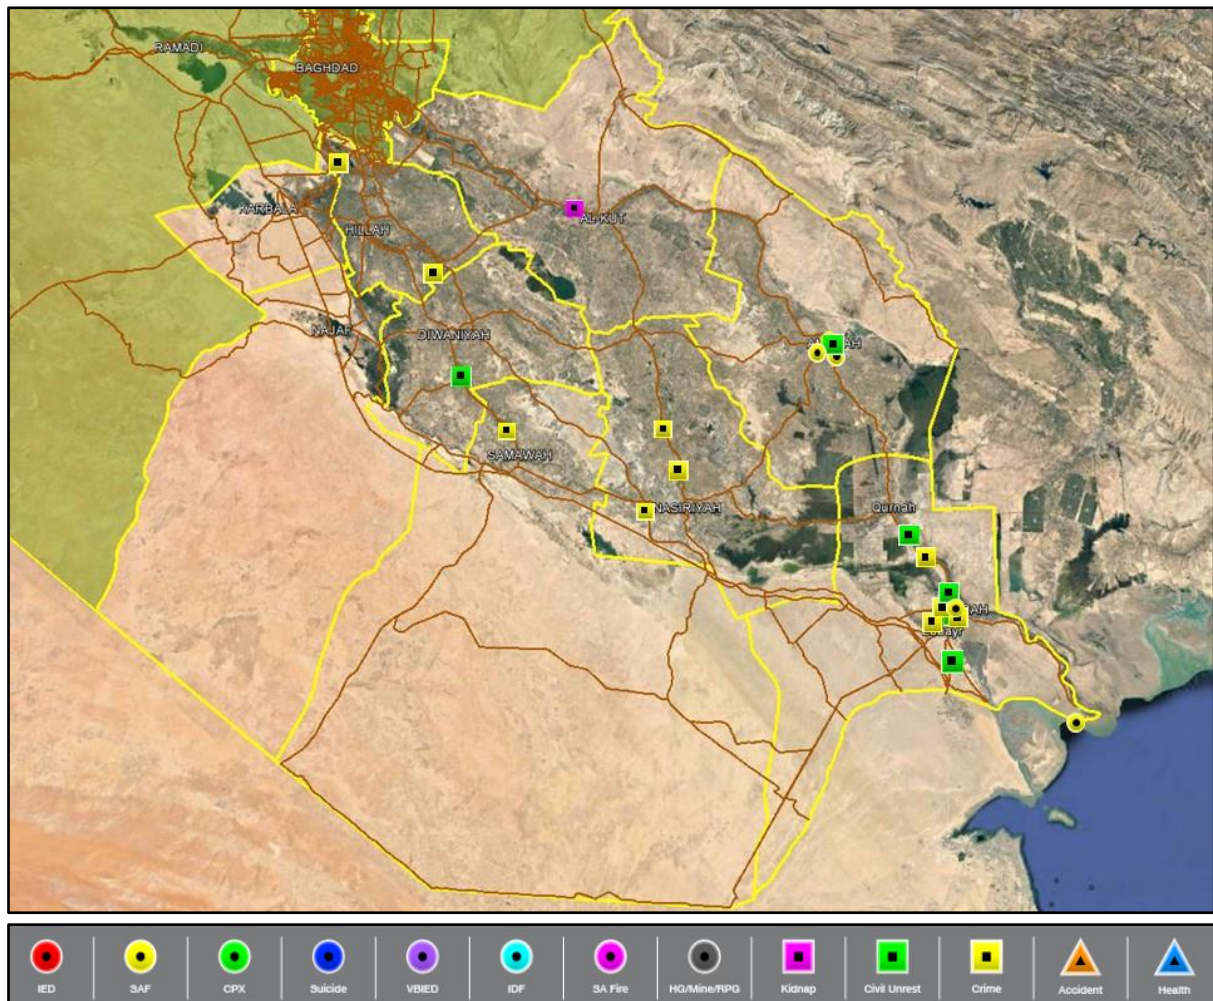 RAMADI
BAGHDAD
KARBALA
AL-KUT
HILLAH
NAJAF
DIWANIYAH
SAMAWAH
NASIRIYAH
Qurnah
IED
SAF
CPX
Suicide
VBIED
IDF
SA Fire
HG/Mine/RPG
Kidnap
Civil Unrest
Crime
Accident
Health